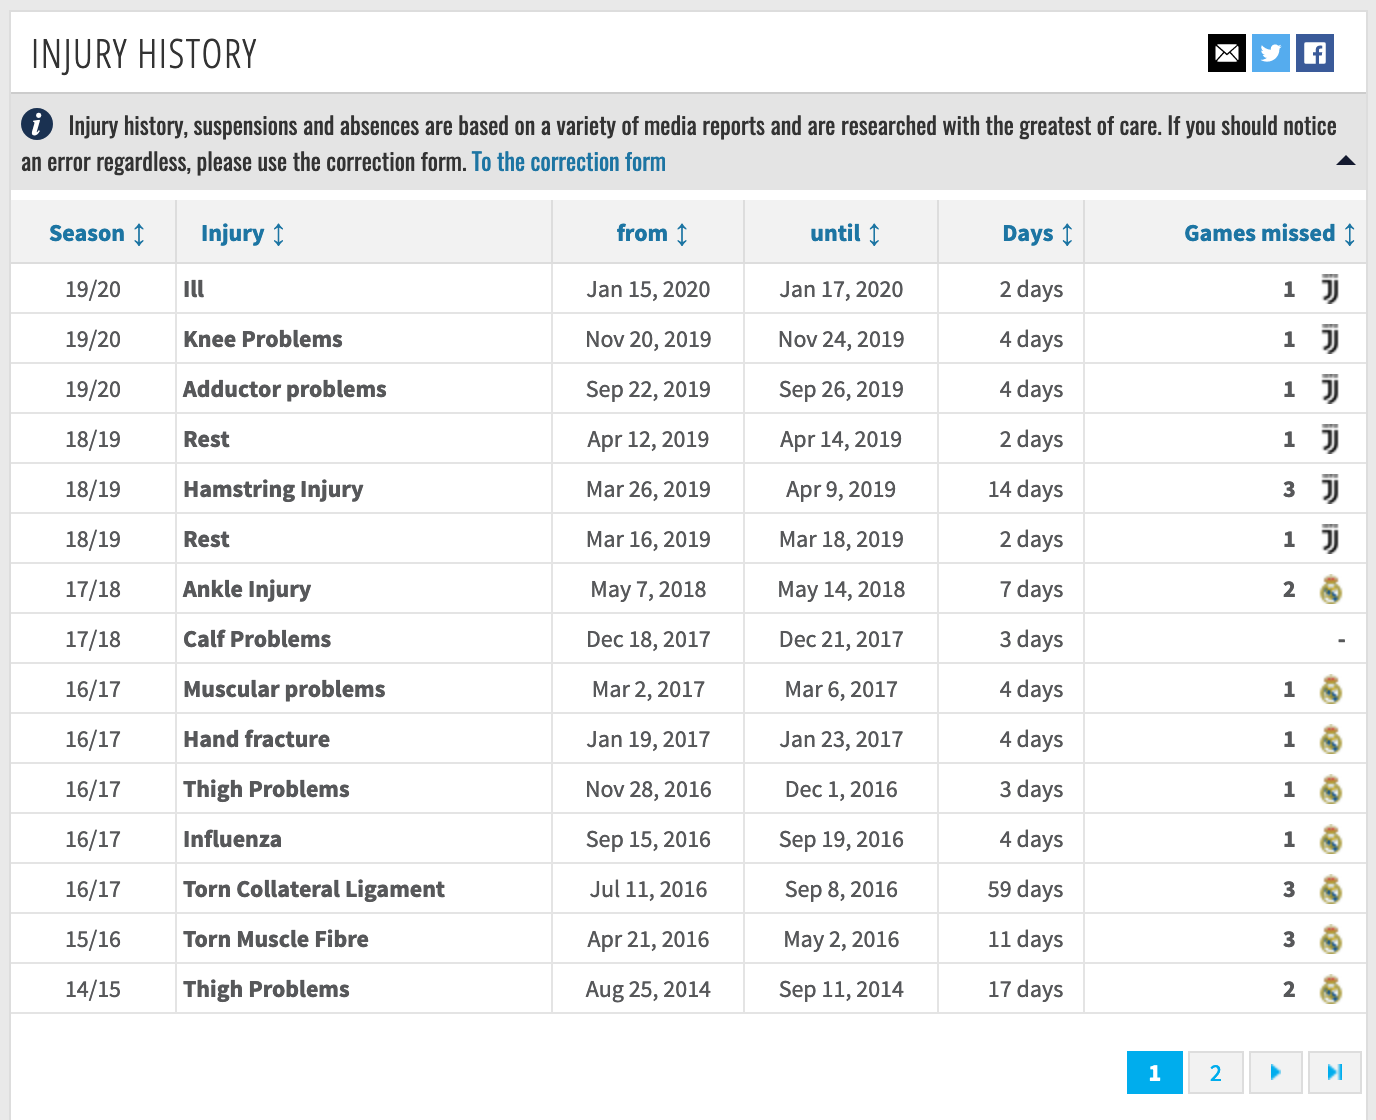 INJURY HISTORY
i Injury history, suspensions and absences are based on a variety of media reports and are researched with the greatest of care. If you should notice
an error regardless, please use the correction form. To the correction form
Season Injury from until Days Games missed
19/20 Ill Jan 15, 2020 Jan 17, 2020 2 days 1
19/20 Knee Problems Nov 20, 2019 Nov 24, 2019 4 days 1
19/20 Adductor problems Sep 22, 2019 Sep 26, 2019 4 days 1
18/19 Rest Apr 12, 2019 Apr 14, 2019 2 days 1
18/19 Hamstring Injury Mar 26, 2019 Apr 9, 2019 14 days 3
18/19 Rest Mar 16, 2019 Mar 18, 2019 2 days 1
17/18 Ankle Injury May 7, 2018 May 14, 2018 7 days 2
17/18 Calf Problems Dec 18, 2017 Dec 21, 2017 3 days -
16/17 Muscular problems Mar 2, 2017 Mar 6, 2017 4 days 1
16/17 Hand fracture Jan 19, 2017 Jan 23, 2017 4 days 1
16/17 Thigh Problems Nov 28, 2016 Dec 1, 2016 3 days 1
16/17 Influenza Sep 15, 2016 Sep 19, 2016 4 days 1
16/17 Torn Collateral Ligament Jul 11, 2016 Sep 8, 2016 59 days 3
15/16 Torn Muscle Fibre Apr 21, 2016 May 2, 2016 11 days 3
14/15 Thigh Problems Aug 25, 2014 Sep 11, 2014 17 days 2
1 2